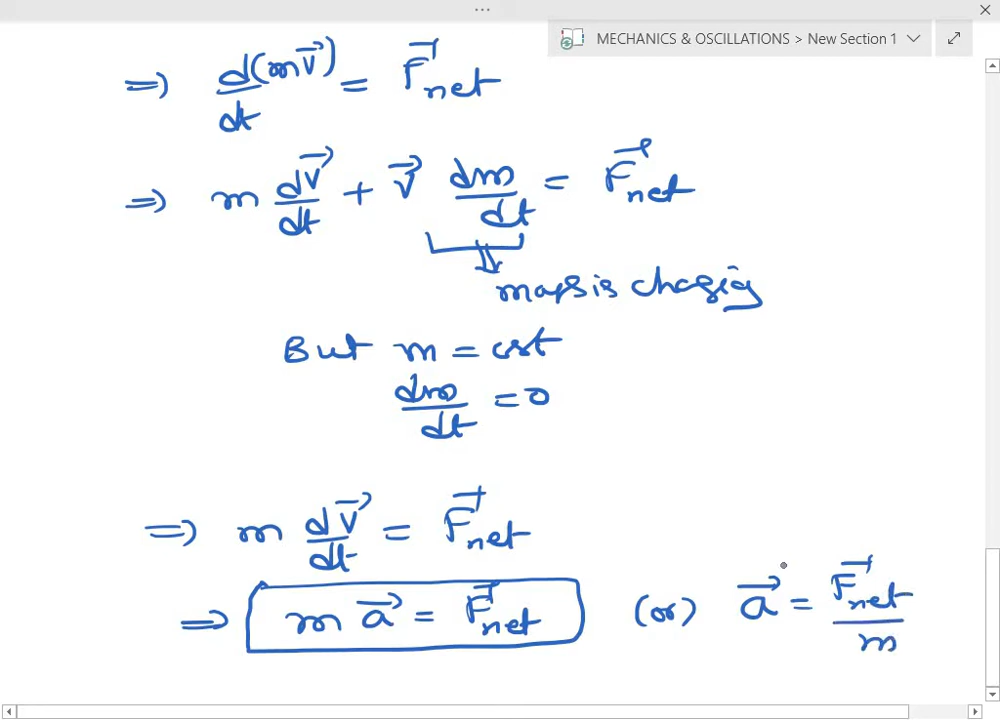 MECHANICS & OSCILLATIONS > New Section 1
⇒ d(mv⃗)/dt = F⃗net
⇒ m dv⃗/dt + v⃗ dm/dt = F⃗net
⇓
mass is chagig
But m = cst
dm/dt = 0
⇒ m dv⃗/dt = F⃗net
⇒ m a⃗ = F⃗net (or) a⃗ = F⃗net/m